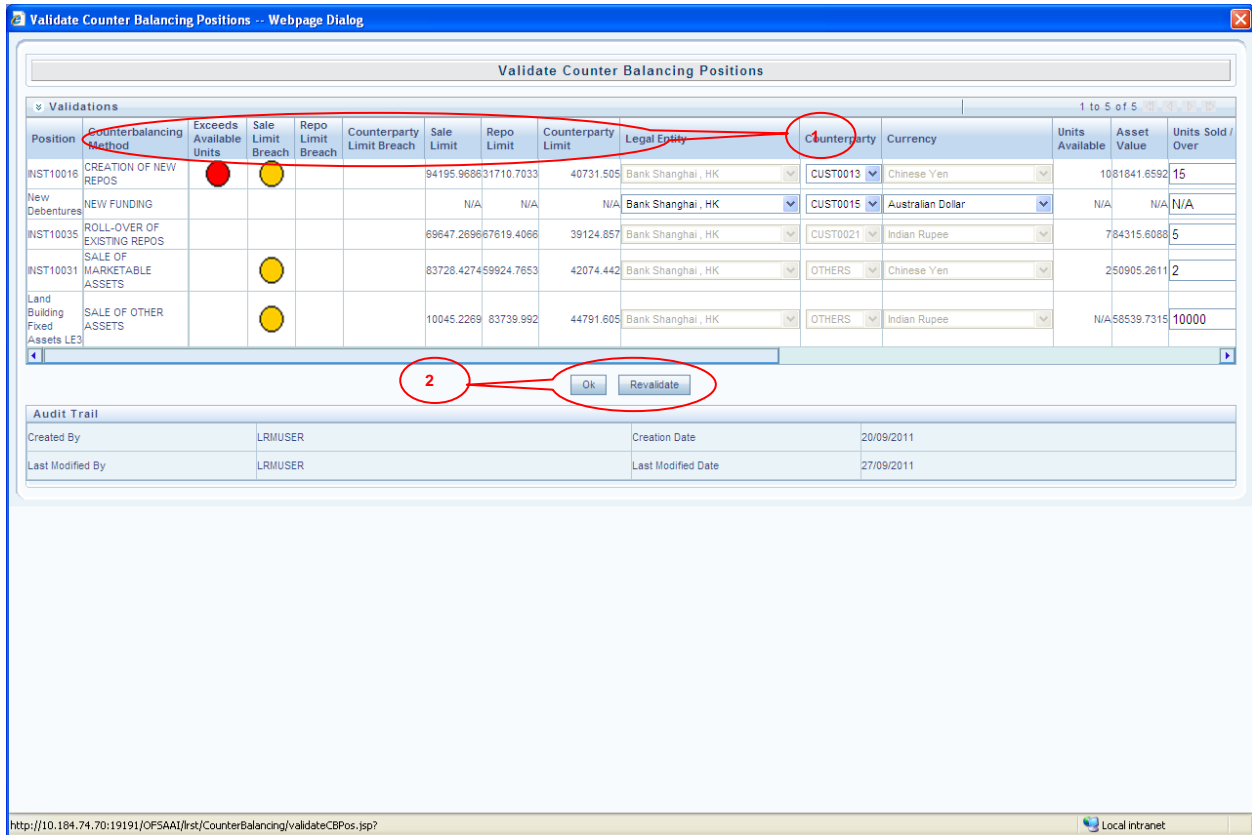 Validate Counter Balancing Positions -- Webpage Dialog
Validate Counter Balancing Positions
Validations
1 to 5 of 5
Position Counterbalancing Method Exceeds Available Units Sale Limit Breach Repo Limit Breach Counterparty Limit Breach Sale Limit Repo Limit Counterparty Limit Legal Entity Counterparty Currency Units Available Asset Value Units Sold / Over
1
INST10016 CREATION OF NEW REPOS 94195.9686 31710.7033 40731.505 Bank Shanghai , HK CUST0013 Chinese Yen 10 81841.6592 15
New Debentures NEW FUNDING N/A N/A N/A Bank Shanghai , HK CUST0015 Australian Dollar N/A N/A N/A
INST10035 ROLL-OVER OF EXISTING REPOS 69647.2696 67619.4066 39124.857 Bank Shanghai , HK CUST0021 Indian Rupee 7 84315.6088 5
INST10031 SALE OF MARKETABLE ASSETS 83728.4274 59924.7653 42074.442 Bank Shanghai , HK OTHERS Chinese Yen 2 50905.2611 2
Land Building Fixed Assets LE3 SALE OF OTHER ASSETS 10045.2269 83739.992 44791.605 Bank Shanghai , HK OTHERS Indian Rupee N/A 58539.7315 10000
2
Ok Revalidate
Audit Trail
Created By LRMUSER Creation Date 20/09/2011
Last Modified By LRMUSER Last Modified Date 27/09/2011
http://10.184.74.70:19191/OFSAAI/lrst/CounterBalancing/validateCBPos.jsp?
Local intranet